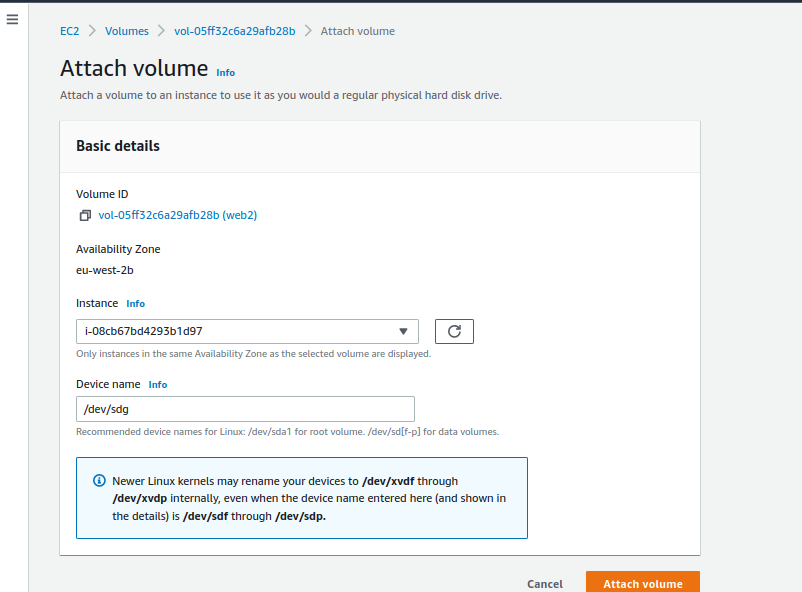 EC2 > Volumes > vol-05ff32c6a29afb28b > Attach volume
Attach volume Info
Attach a volume to an instance to use it as you would a regular physical hard disk drive.
Basic details
Volume ID
vol-05ff32c6a29afb28b (web2)
Availability Zone
eu-west-2b
Instance Info
i-08cb67bd4293b1d97
Only instances in the same Availability Zone as the selected volume are displayed.
Device name Info
/dev/sdg
Recommended device names for Linux: /dev/sda1 for root volume. /dev/sd[f-p] for data volumes.
Newer Linux kernels may rename your devices to /dev/xvdf through
/dev/xvdp internally, even when the device name entered here (and shown in
the details) is /dev/sdf through /dev/sdp.
Cancel Attach volume